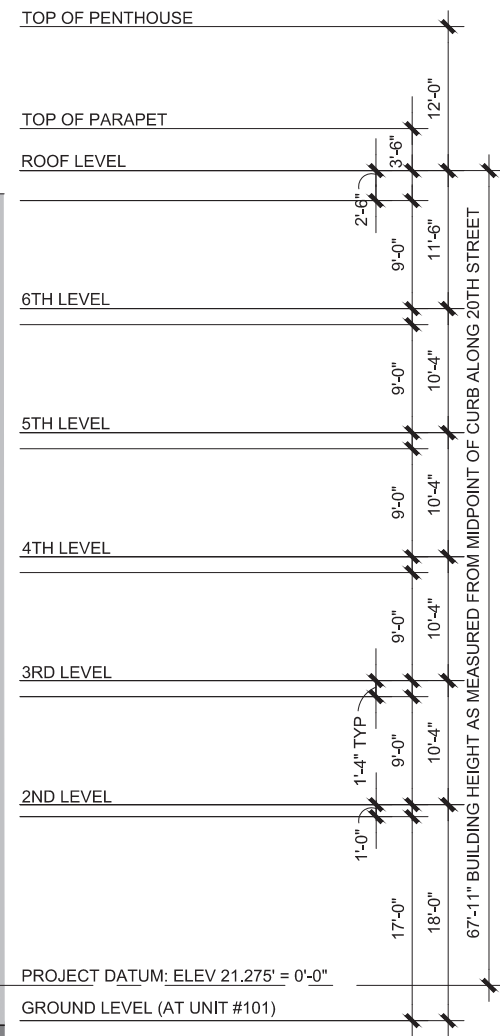 TOP OF PENTHOUSE
12'-0"
TOP OF PARAPET
3'-6"
ROOF LEVEL
2'-6"
9'-0"
11'-6"
6TH LEVEL
9'-0"
10'-4"
5TH LEVEL
9'-0"
10'-4"
4TH LEVEL
9'-0"
10'-4"
3RD LEVEL
1'-4" TYP
9'-0"
10'-4"
2ND LEVEL
1'-0"
17'-0"
18'-0"
67'-11" BUILDING HEIGHT AS MEASURED FROM MIDPOINT OF CURB ALONG 20TH STREET
PROJECT DATUM: ELEV 21.275' = 0'-0"
GROUND LEVEL (AT UNIT #101)